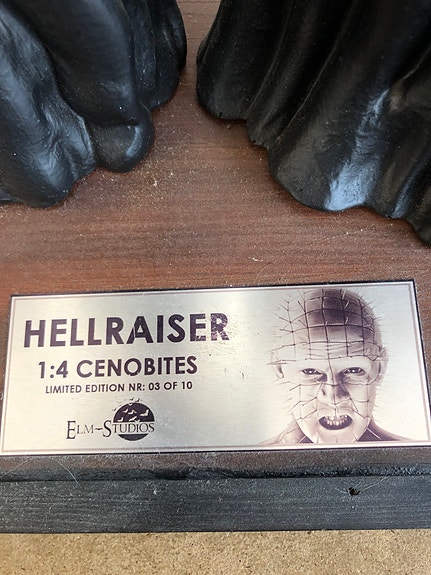 HELLRAISER
1:4 CENOBITES
LIMITED EDITION NR: 03 OF 10
ELM-STUDIOS